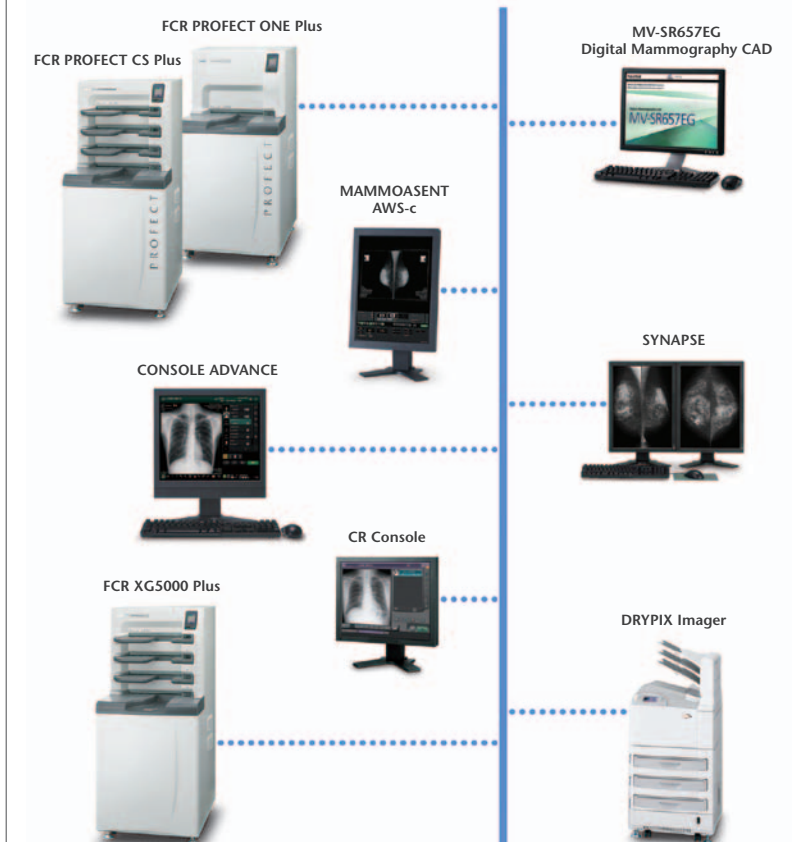 FCR PROFECT ONE Plus
FCR PROFECT CS Plus
MV-SR657EG
Digital Mammography CAD
MV-SR657EG
PROFECT
PROFECT
MAMMOASENT
AWS-c
SYNAPSE
CONSOLE ADVANCE
CR Console
FCR XG5000 Plus
DRYPIX Imager